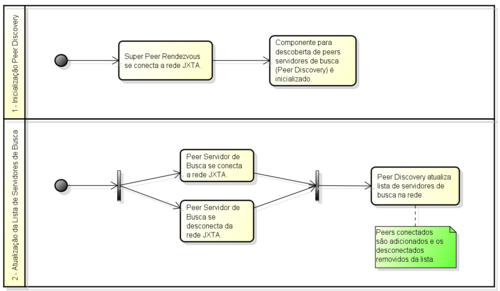 1 - Inicialização Peer Discovery
Super Peer Rendezvous
se conecta a rede JXTA.
Componente para
descoberta de peers
servidores de busca
(Peer Discovery) é
inicializado.
2 - Atualização da Lista de Servidores de Busca
Peer Servidor de
Busca se conecta
a rede JXTA.
Peer Servidor de
Busca se
desconecta da
rede JXTA.
Peer Discovery atualiza
lista de servidores de
busca na rede.
Peers conectados
são adicionados e os
desconectados
removidos da lista.